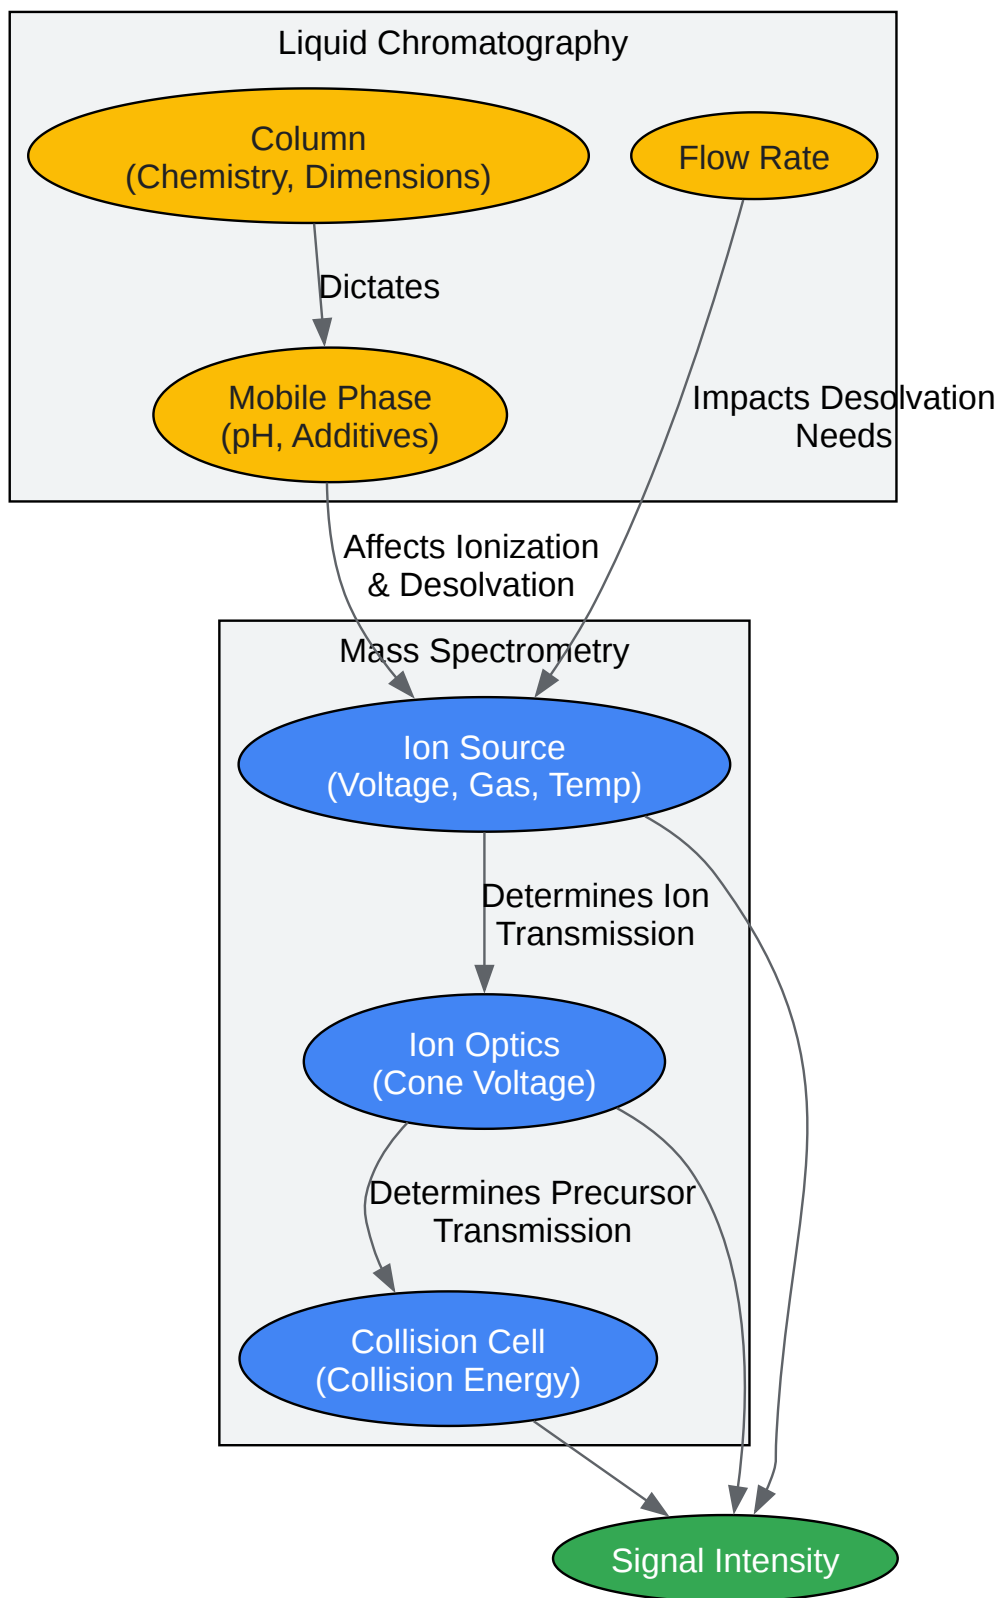 Liquid Chromatography
Column
(Chemistry, Dimensions)
Flow Rate
Dictates
Mobile Phase
(pH, Additives)
Impacts Desolvation
Needs
Affects Ionization
& Desolvation
Mass Spectrometry
Ion Source
(Voltage, Gas, Temp)
Determines Ion
Transmission
Ion Optics
(Cone Voltage)
Determines Precursor
Transmission
Collision Cell
(Collision Energy)
Signal Intensity